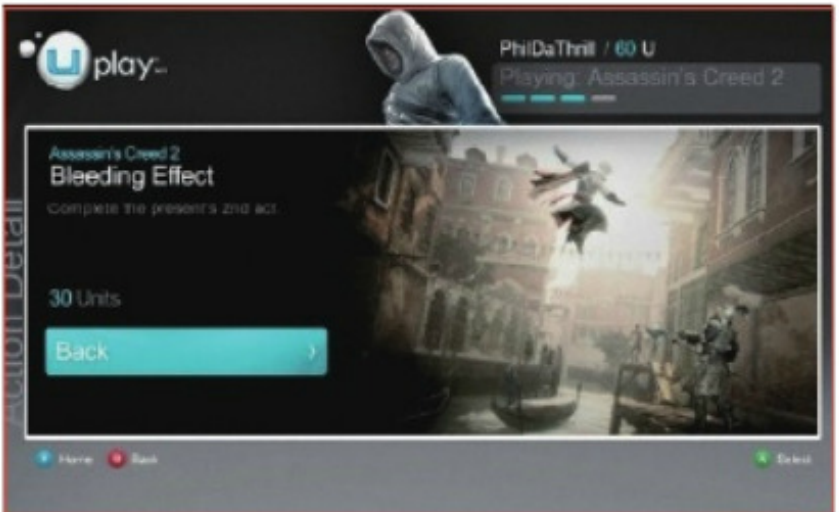 U play
PhilDaThrill / 60 U
Playing: Assassin's Creed 2
Action Detail
Assassin's Creed 2
Bleeding Effect
Complete the present's 2nd act.
30 Units
Back
Home
Back
Select